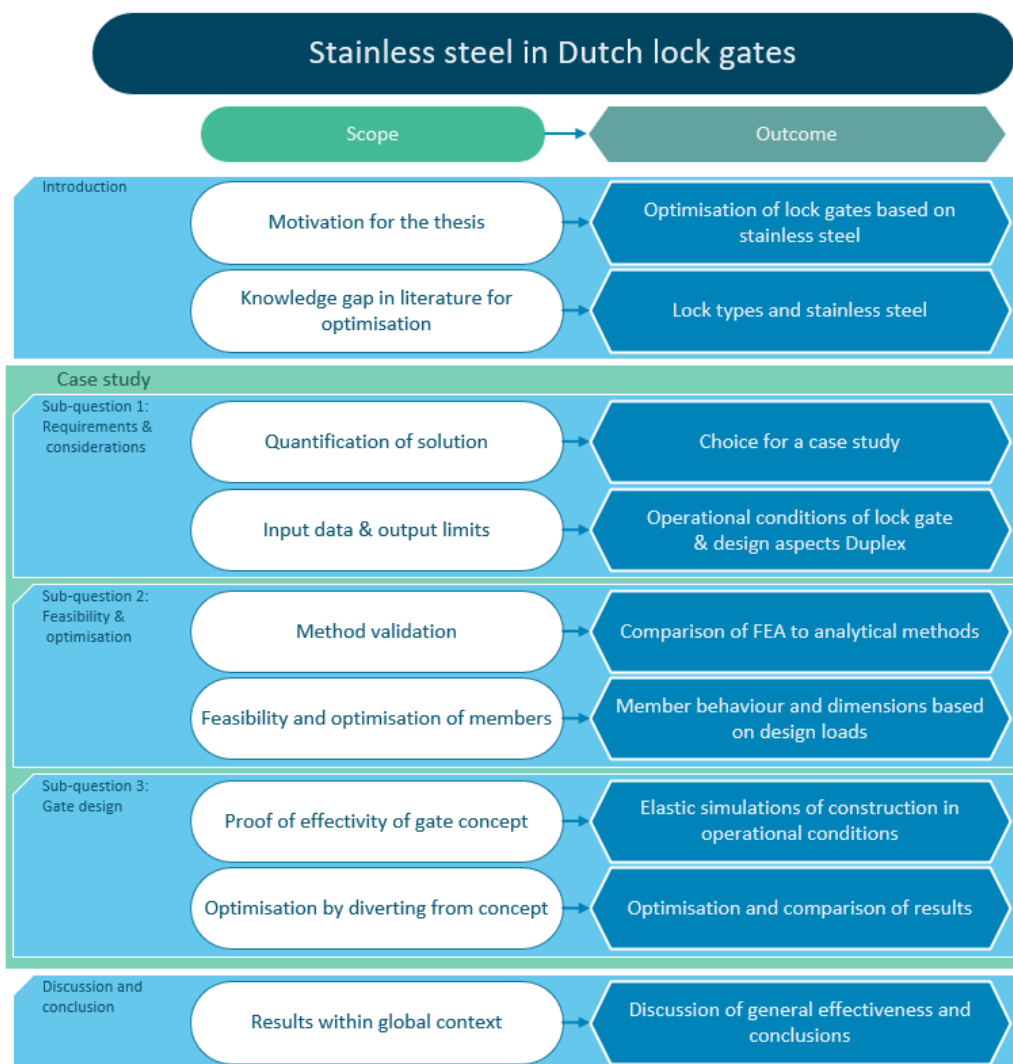 Stainless steel in Dutch lock gates
Scope
Outcome
Introduction
Motivation for the thesis
Optimisation of lock gates based on
stainless steel
Knowledge gap in literature for
optimisation
Lock types and stainless steel
Case study
Sub-question 1:
Requirements &
considerations
Quantification of solution
Choice for a case study
Input data & output limits
Operational conditions of lock gate
& design aspects Duplex
Sub-question 2:
Feasibility &
optimisation
Method validation
Comparison of FEA to analytical methods
Feasibility and optimisation of members
Member behaviour and dimensions based
on design loads
Sub-question 3:
Gate design
Proof of effectivity of gate concept
Elastic simulations of construction in
operational conditions
Optimisation by diverting from concept
Optimisation and comparison of results
Discussion and
conclusion
Results within global context
Discussion of general effectiveness and
conclusions